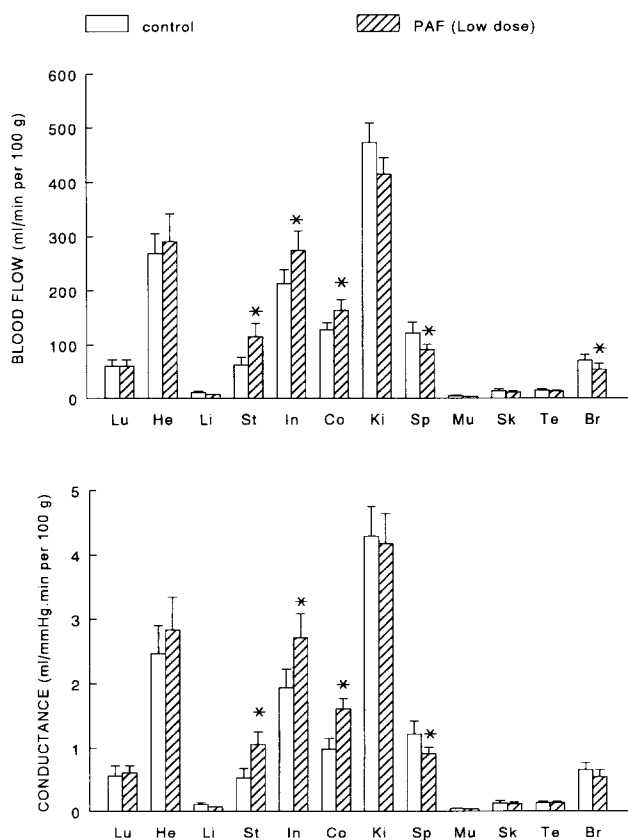 control PAF (Low dose)
BLOOD FLOW (ml/min per 100 g)
600
500
400
300
200
100
0
* * * * *
Lu He Li St In Co Ki Sp Mu Sk Te Br
CONDUCTANCE (ml/mmHg.min per 100 g)
5
4
3
2
1
0
* * * *
Lu He Li St In Co Ki Sp Mu Sk Te Br